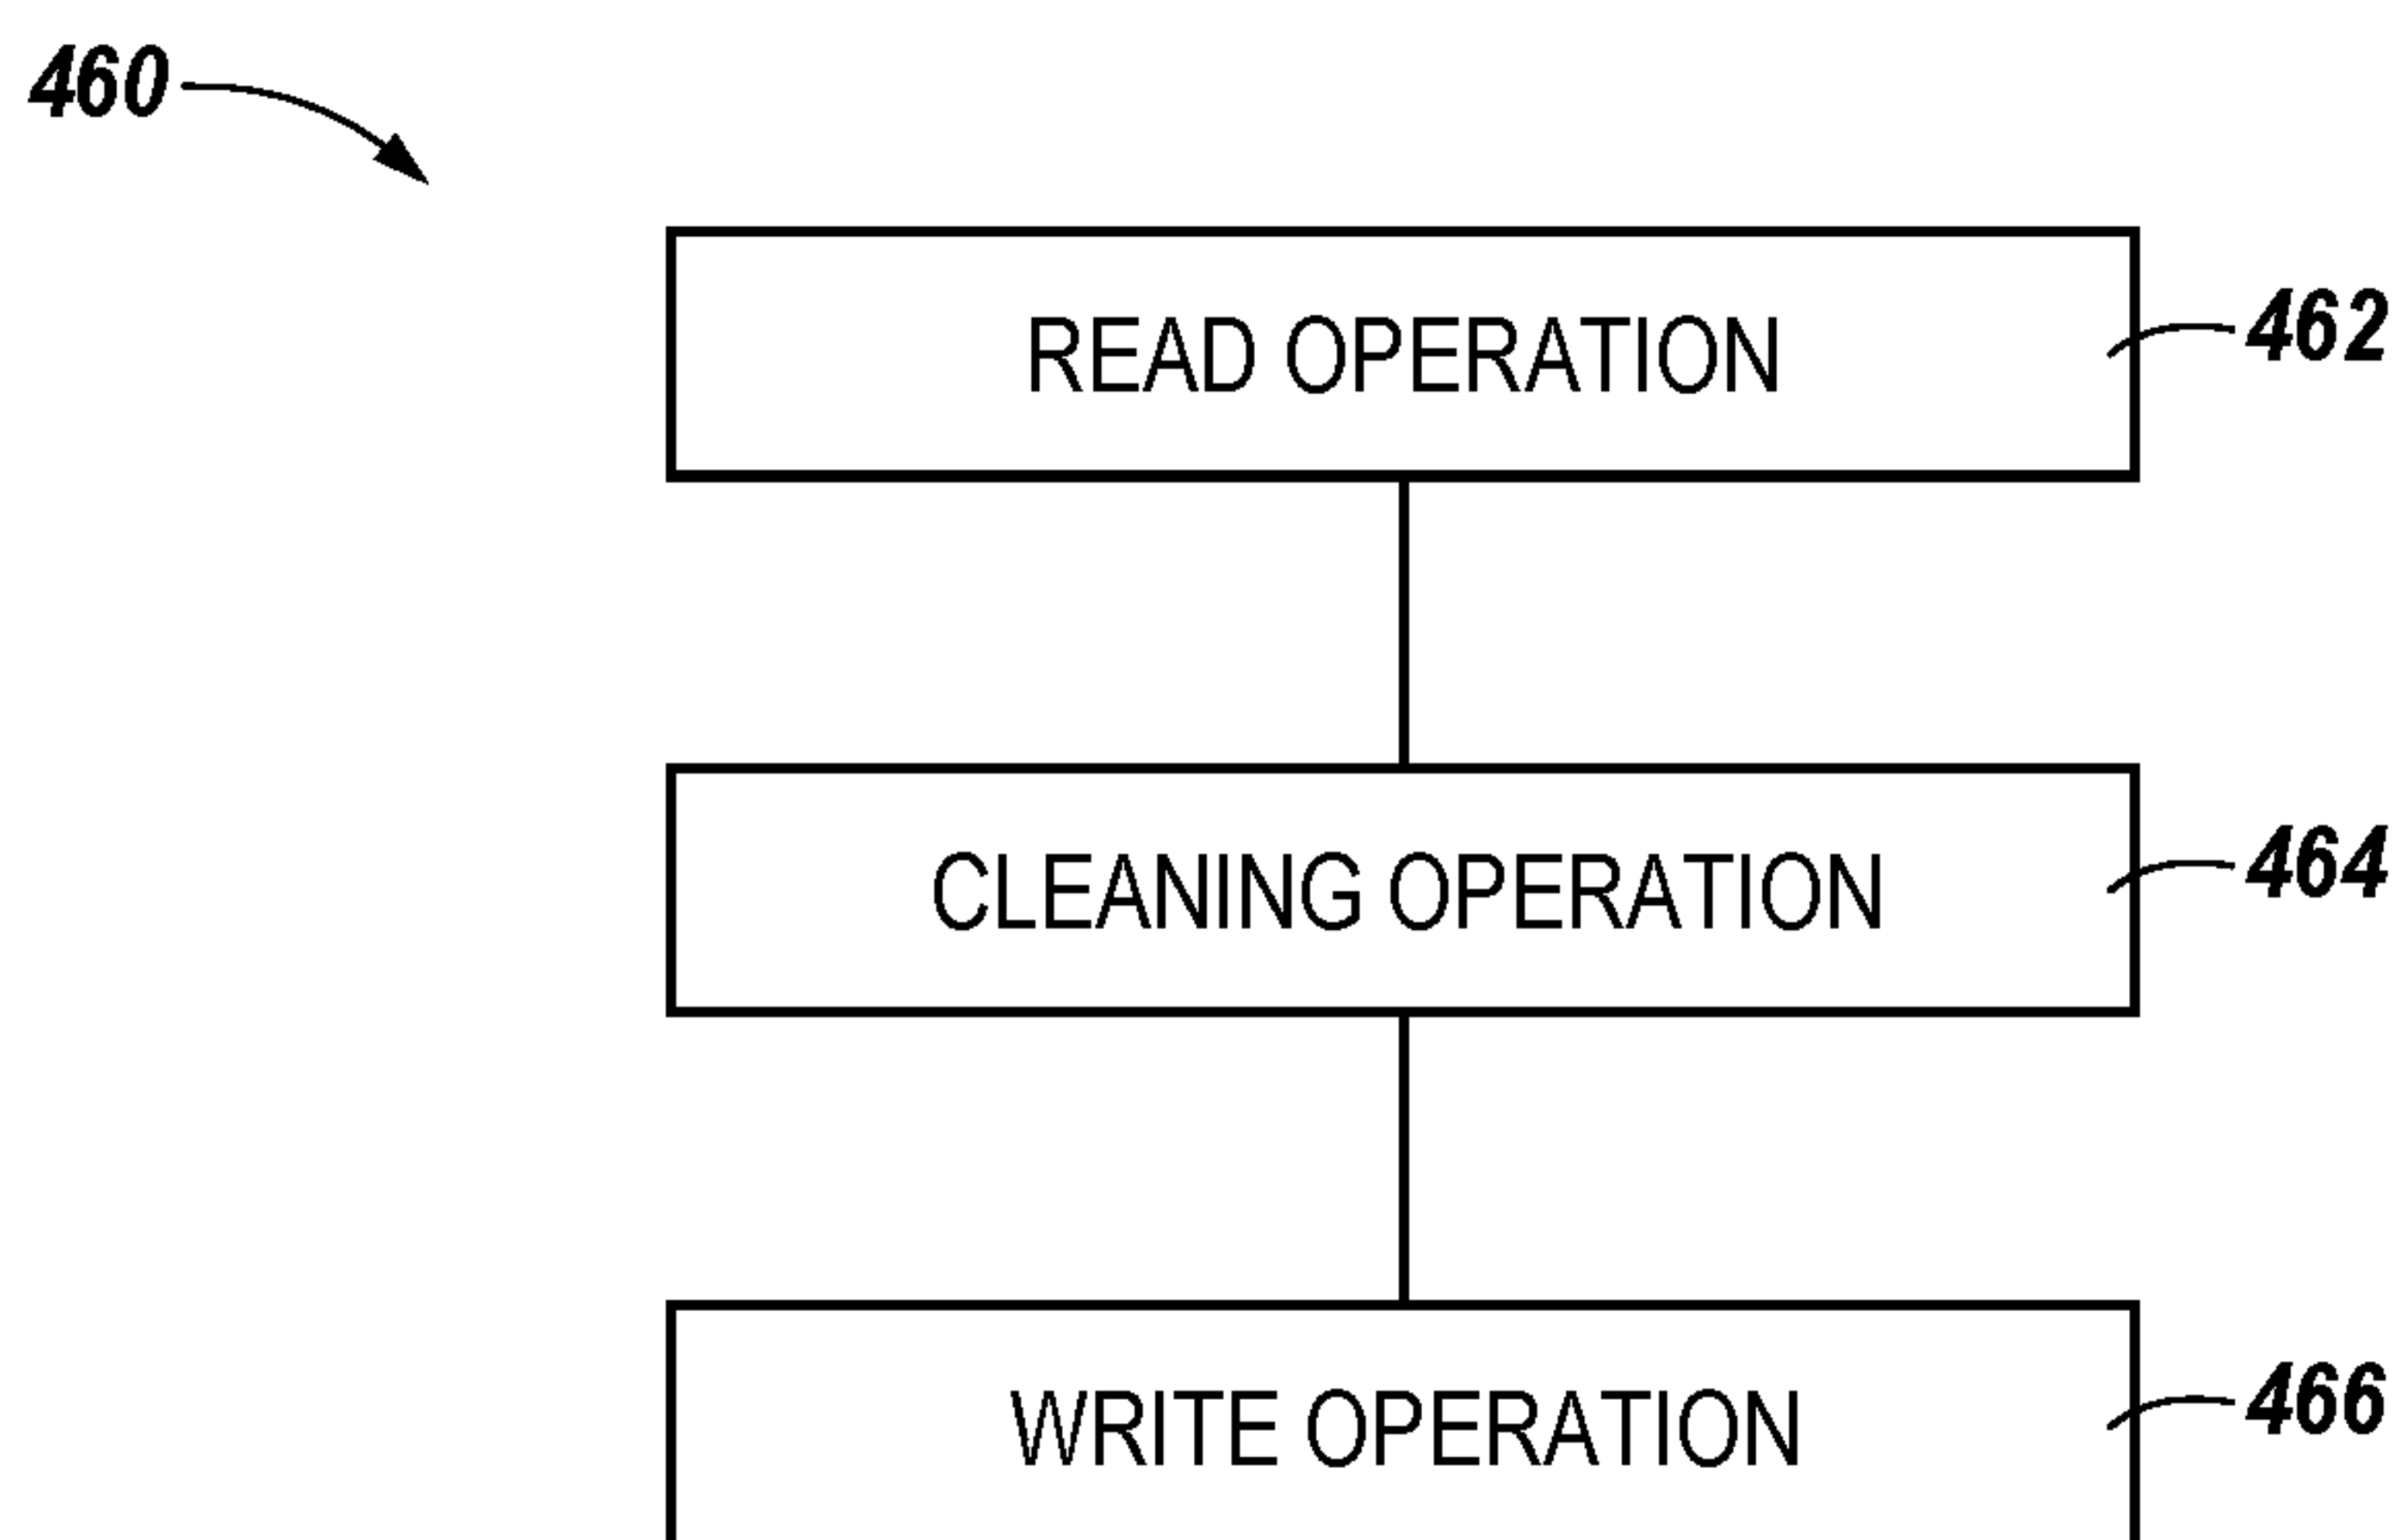 460
READ OPERATION
462
CLEANING OPERATION
464
WRITE OPERATION
466